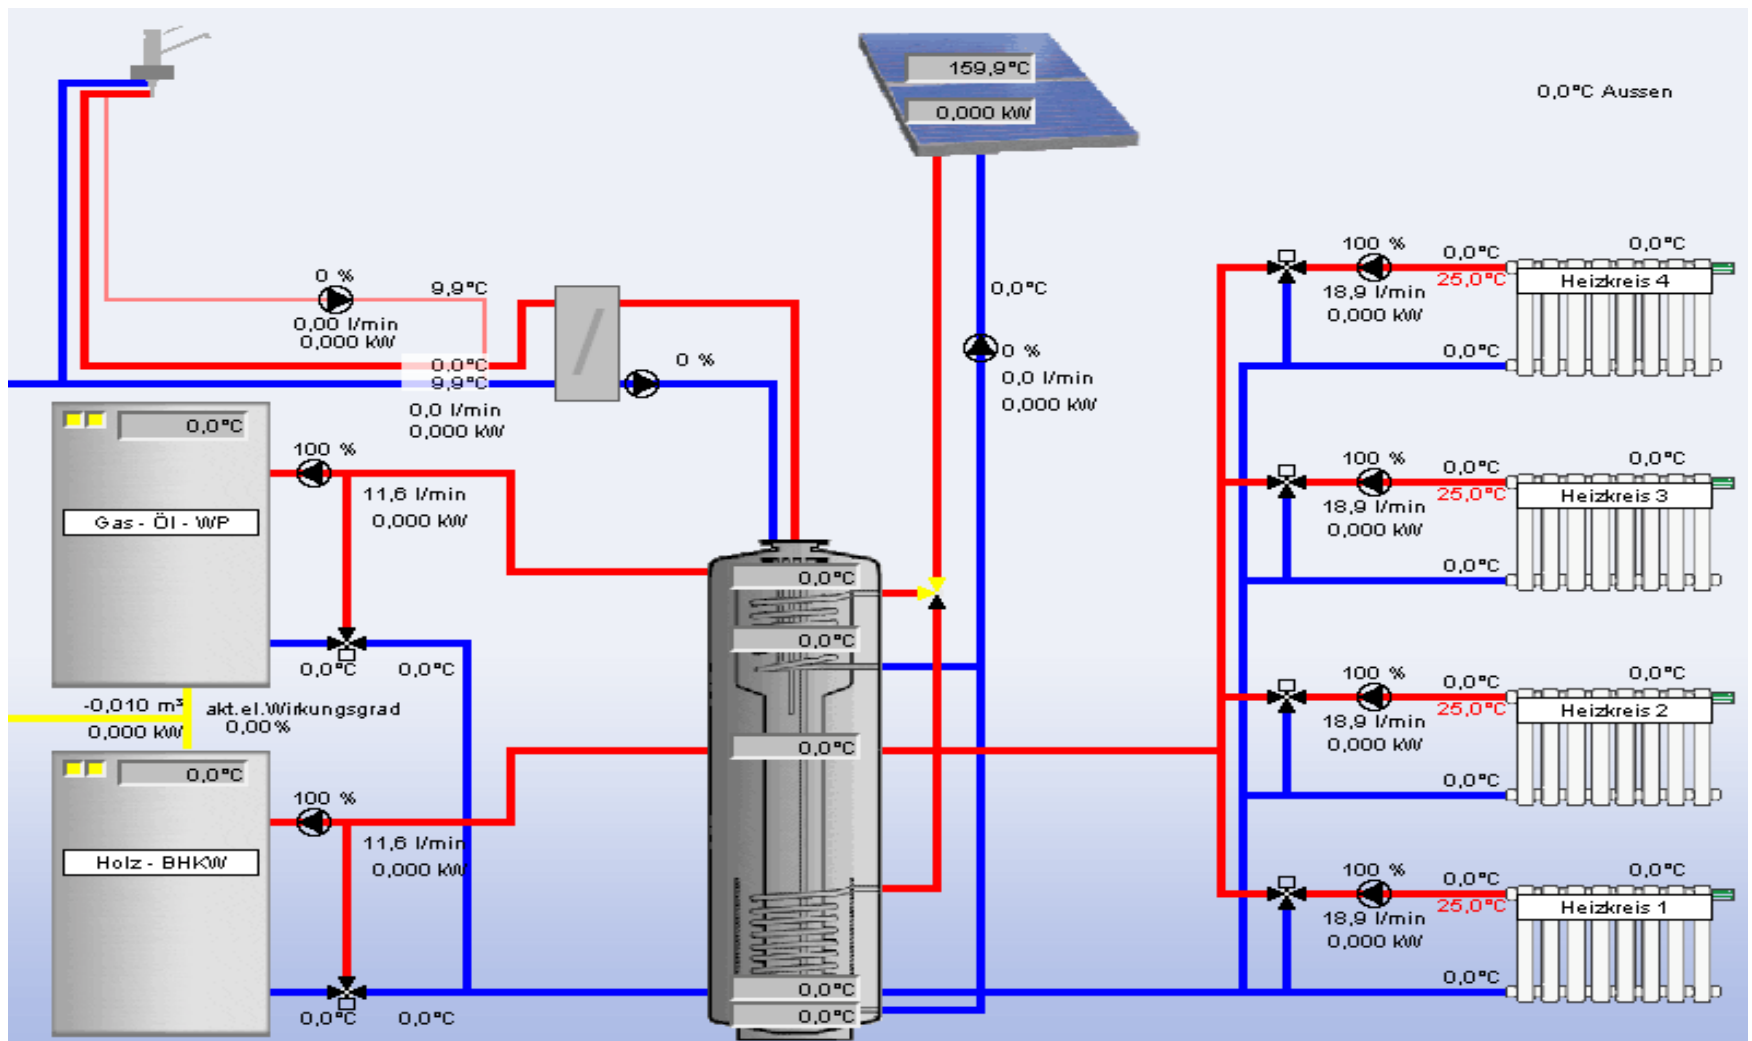 159,9°C
0,000 kW
0,0°C Aussen
0 %
9,9°C
0,00 l/min
0,000 kW
0,0°C
9,9°C
0,0 l/min
0,000 kW
0 %
0,0°C
0 %
0,0 l/min
0,000 kW
0,0°C
Gas - Öl - WP
100 %
11,6 l/min
0,000 kW
0,0°C
0,0°C
-0,010 m³
0,000 kW
akt.el.Wirkungsgrad
0,00%
0,0°C
Holz - BHKW
100 %
11,6 l/min
0,000 kW
0,0°C
0,0°C
0,0°C
0,0°C
0,0°C
0,0°C
0,0°C
100 %
0,0°C
0,0°C
25,0°C
18,9 l/min
0,000 kW
Heizkreis 4
0,0°C
100 %
0,0°C
0,0°C
25,0°C
18,9 l/min
0,000 kW
Heizkreis 3
0,0°C
100 %
0,0°C
0,0°C
25,0°C
18,9 l/min
0,000 kW
Heizkreis 2
0,0°C
100 %
0,0°C
0,0°C
25,0°C
18,9 l/min
0,000 kW
Heizkreis 1
0,0°C